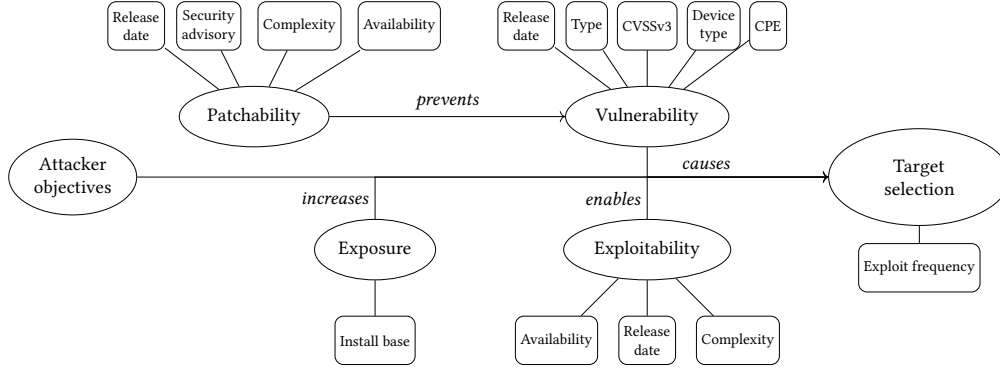 Release
date
Security
advisory
Complexity
Availability
Release
date
Type
CVSSv3
Device
type
CPE
Patchability
prevents
Vulnerability
Attacker
objectives
causes
Target
selection
increases
enables
Exposure
Exploitability
Exploit frequency
Install base
Availability
Release
date
Complexity